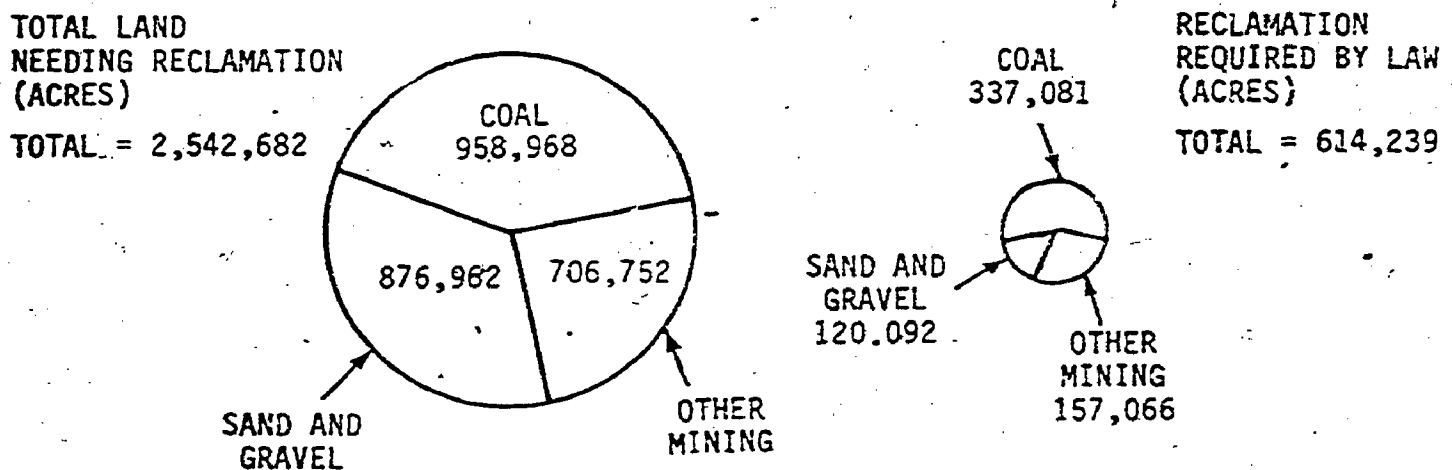 TOTAL LAND
NEEDING RECLAMATION
(ACRES)
TOTAL = 2,542,682
COAL
958,968
876,962
706,752
SAND AND
GRAVEL
OTHER
MINING
RECLAMATION
REQUIRED BY LAW
(ACRES)
TOTAL = 614,239
COAL
337,081
SAND AND
GRAVEL
120.092
OTHER
MINING
157,066